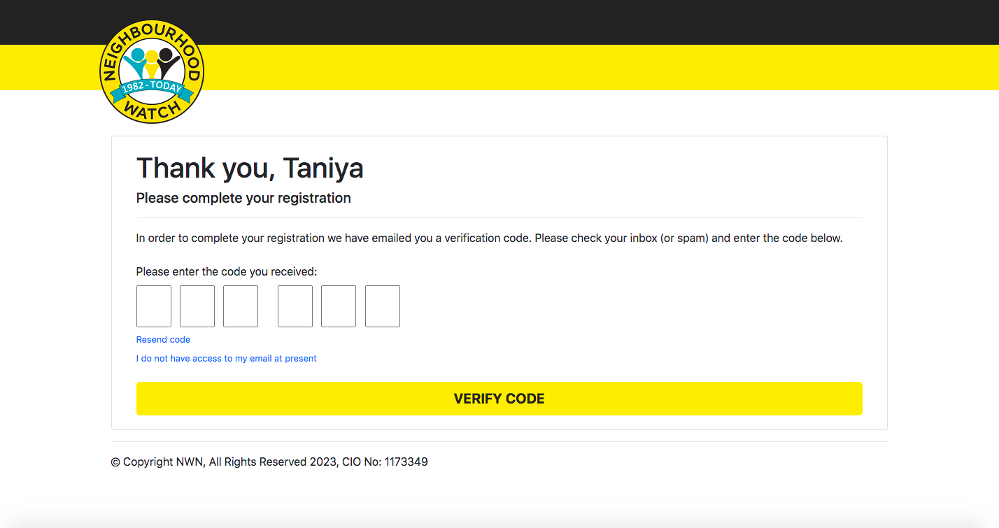 NEIGHBOURHOOD
1982 - TODAY
WATCH
Thank you, Taniya
Please complete your registration
In order to complete your registration we have emailed you a verification code. Please check your inbox (or spam) and enter the code below.
Please enter the code you received:
Resend code
I do not have access to my email at present
VERIFY CODE
© Copyright NWN, All Rights Reserved 2023, CIO No: 1173349